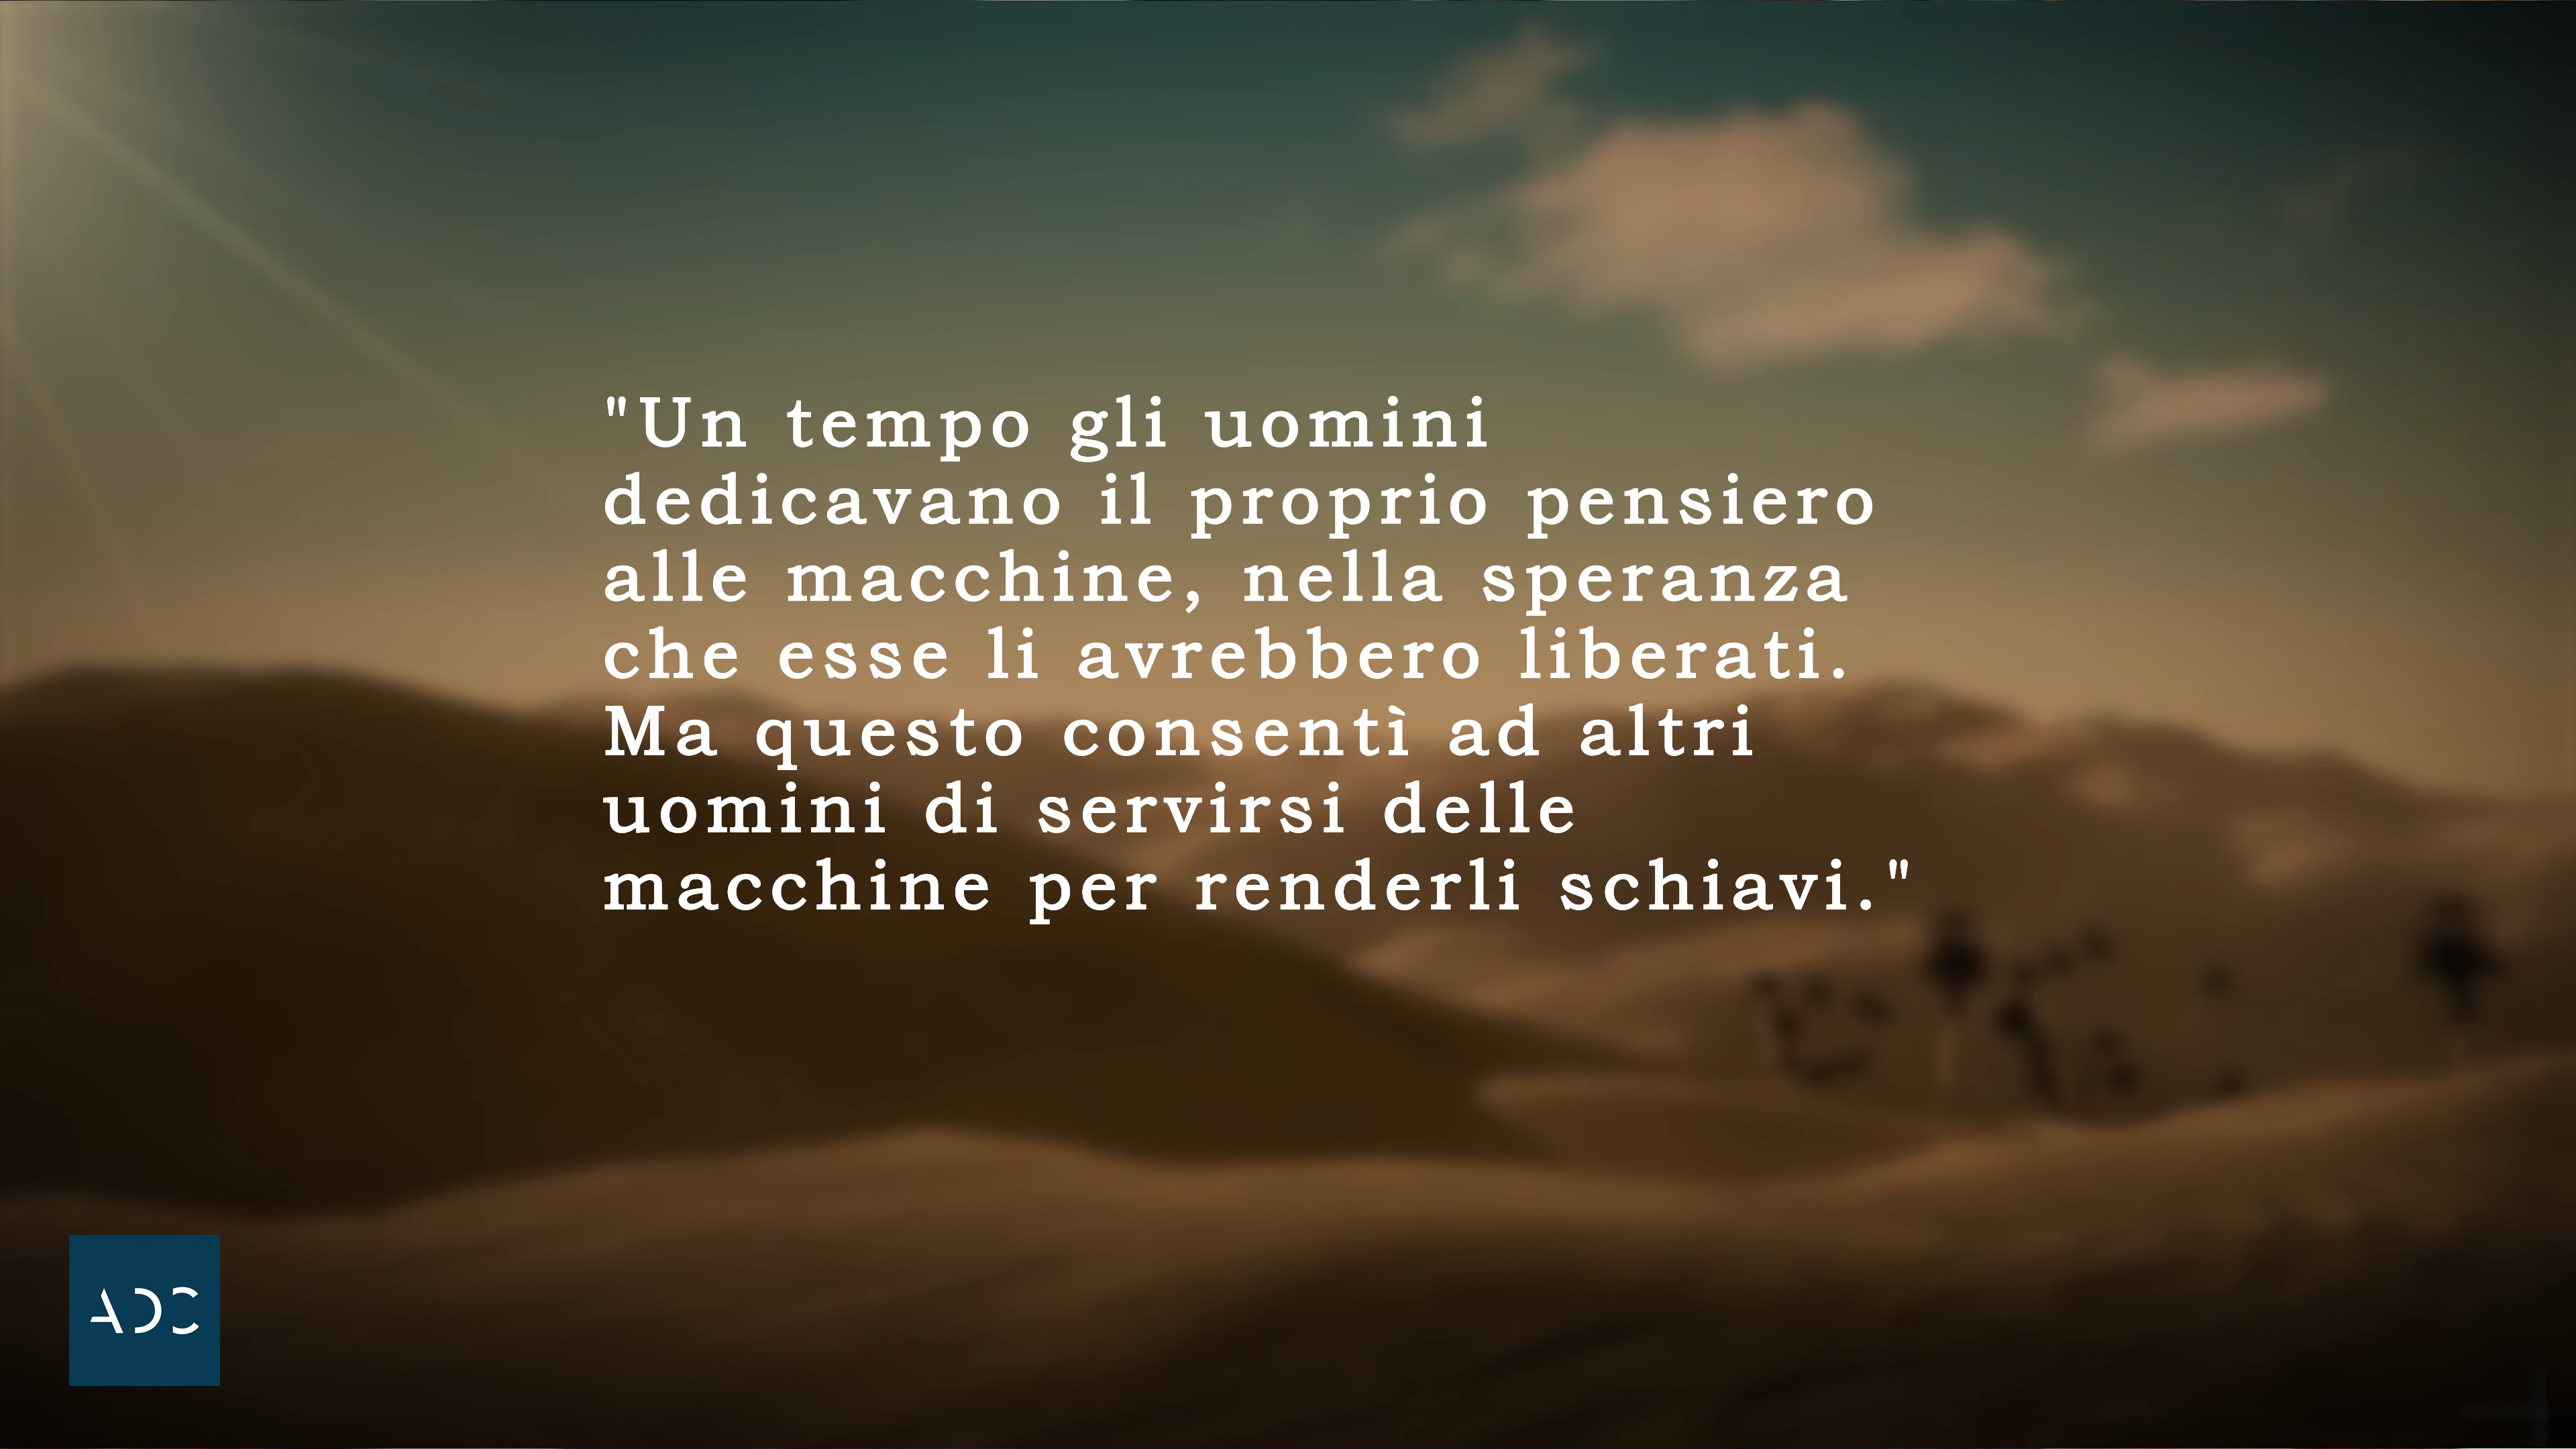 "Un tempo gli uomini
dedicavano il proprio pensiero
alle macchine, nella speranza
che esse li avrebbero liberati.
Ma questo consentì ad altri
uomini di servirsi delle
macchine per renderli schiavi."
ADC